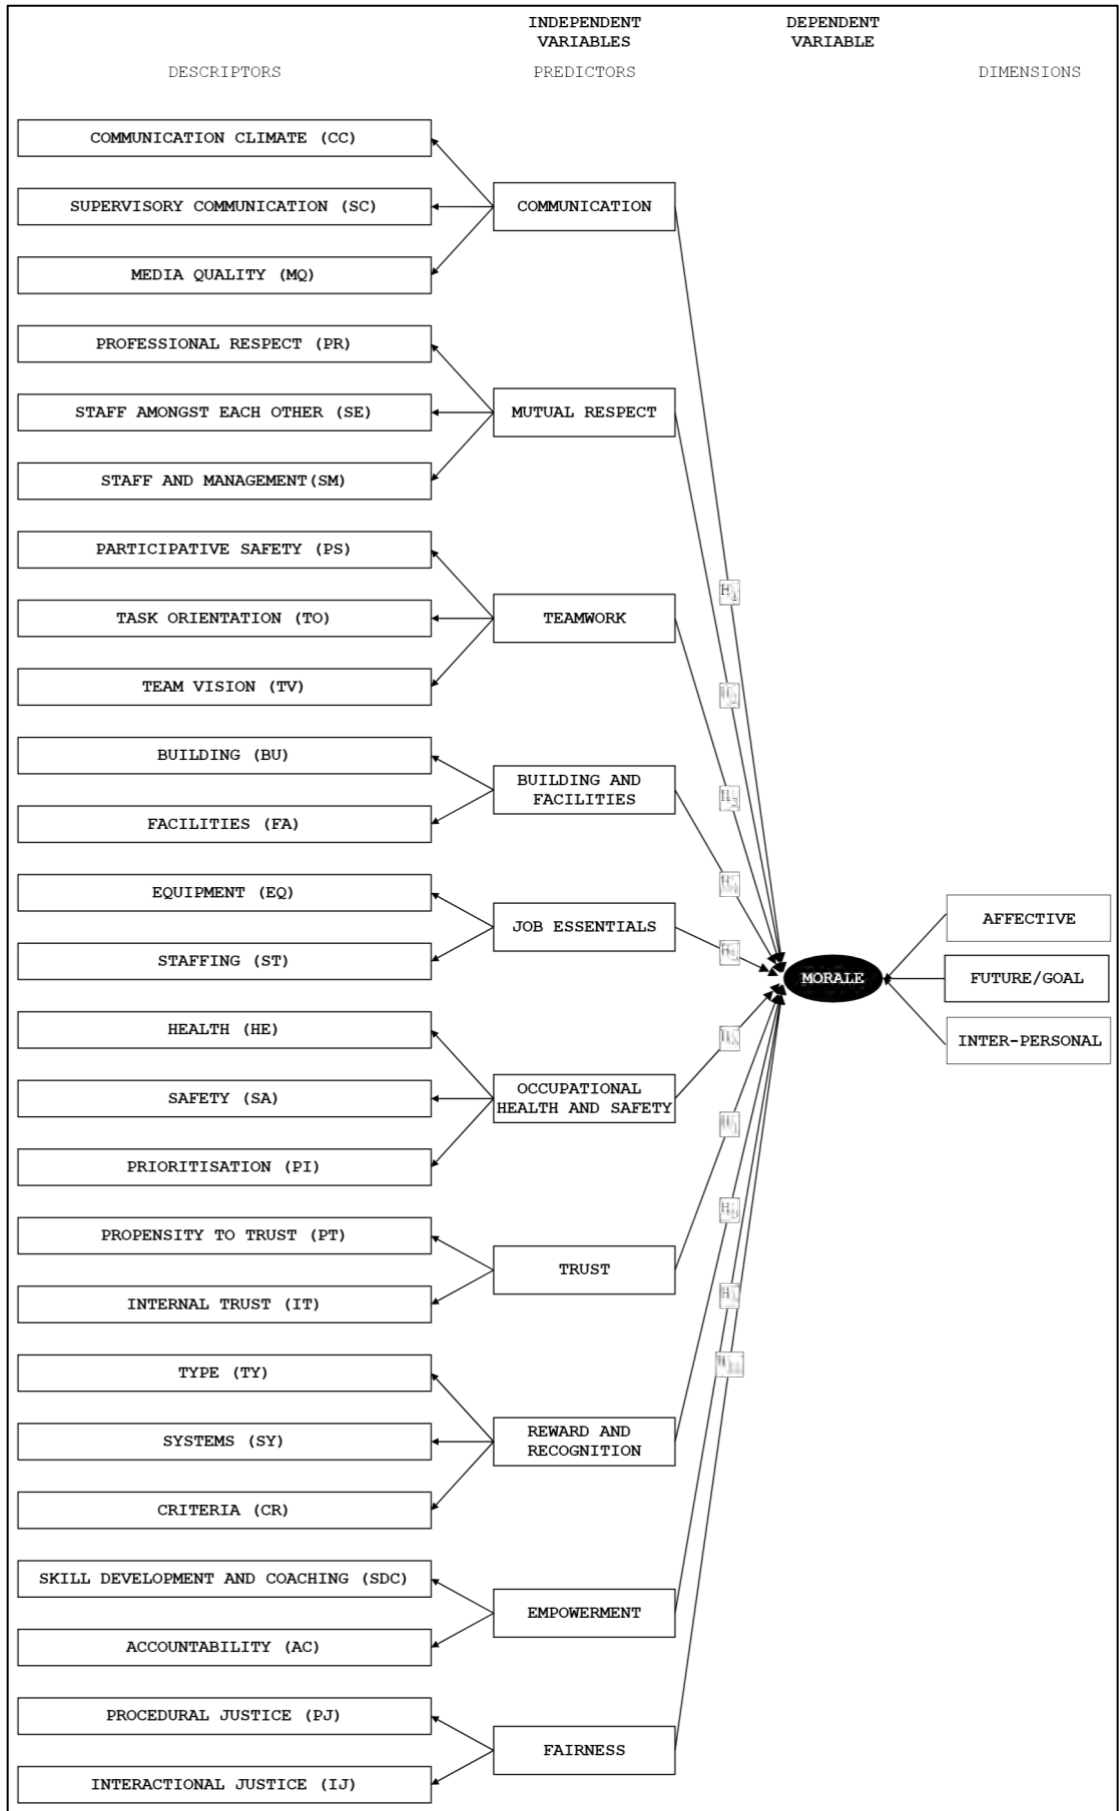 INDEPENDENT
VARIABLES
DEPENDENT
VARIABLE
DESCRIPTORS
PREDICTORS
DIMENSIONS
COMMUNICATION CLIMATE (CC)
SUPERVISORY COMMUNICATION (SC)
MEDIA QUALITY (MQ)
COMMUNICATION
PROFESSIONAL RESPECT (PR)
STAFF AMONGST EACH OTHER (SE)
STAFF AND MANAGEMENT(SM)
MUTUAL RESPECT
PARTICIPATIVE SAFETY (PS)
TASK ORIENTATION (TO)
TEAM VISION (TV)
TEAMWORK
BUILDING (BU)
FACILITIES (FA)
BUILDING AND
FACILITIES
EQUIPMENT (EQ)
STAFFING (ST)
JOB ESSENTIALS
HEALTH (HE)
SAFETY (SA)
PRIORITISATION (PI)
OCCUPATIONAL
HEALTH AND SAFETY
PROPENSITY TO TRUST (PT)
INTERNAL TRUST (IT)
TRUST
TYPE (TY)
SYSTEMS (SY)
CRITERIA (CR)
REWARD AND
RECOGNITION
SKILL DEVELOPMENT AND COACHING (SDC)
ACCOUNTABILITY (AC)
EMPOWERMENT
PROCEDURAL JUSTICE (PJ)
INTERACTIONAL JUSTICE (IJ)
FAIRNESS
H3
MORALE
AFFECTIVE
FUTURE/GOAL
INTER-PERSONAL